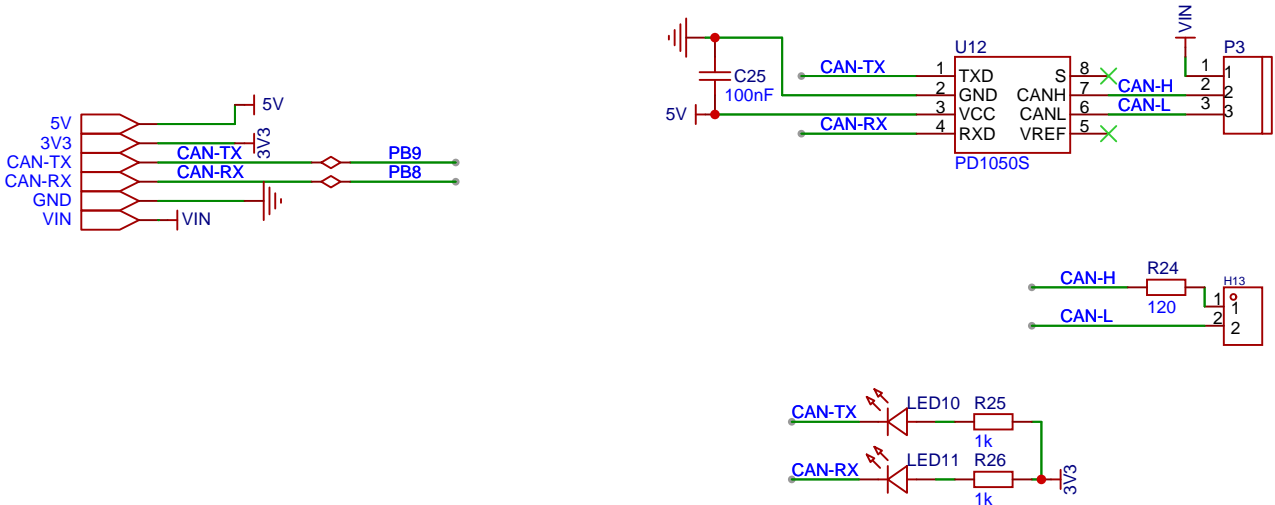 5V
3V3
CAN-TX
CAN-RX
GND
VIN
5V
3V3
CAN-TX
CAN-RX
PB9
PB8
VIN
C25
100nF
5V
CAN-TX
CAN-RX
U12
1 TXD
2 GND
3 VCC
4 RXD
S 8
CANH 7
CANL 6
VREF 5
PD1050S
CAN-H
CAN-L
VIN
P3
1 1
2 2
3 3
CAN-H
CAN-L
R24
120
H13
1 1
2 2
CAN-TX
LED10
R25
1k
CAN-RX
LED11
R26
1k
3V3